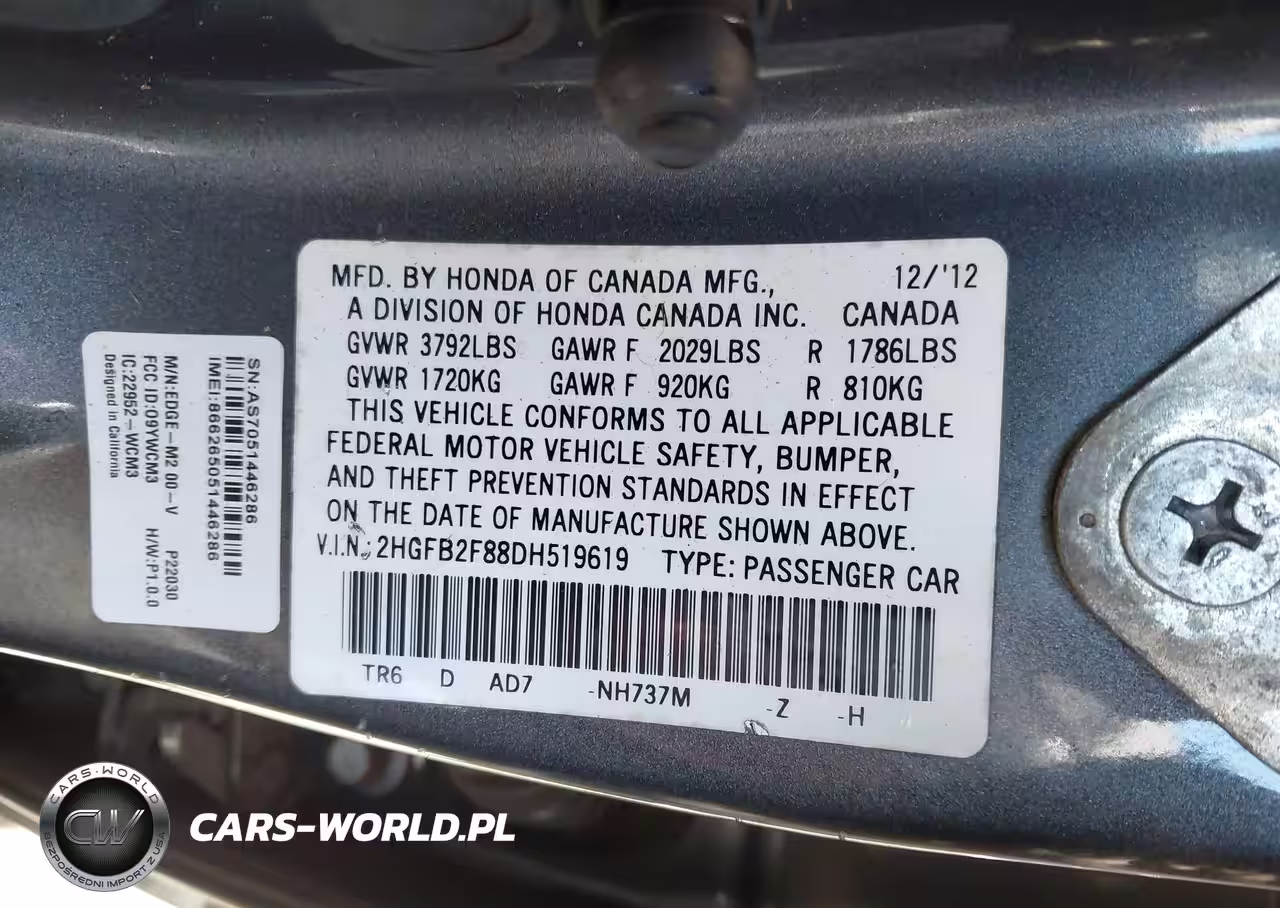 MFD. BY HONDA OF CANADA MFG., 12/'12
A DIVISION OF HONDA CANADA INC. CANADA
GVWR 3792LBS GAWR F 2029LBS R 1786LBS
GVWR 1720KG GAWR F 920KG R 810KG
THIS VEHICLE CONFORMS TO ALL APPLICABLE
FEDERAL MOTOR VEHICLE SAFETY, BUMPER,
AND THEFT PREVENTION STANDARDS IN EFFECT
ON THE DATE OF MANUFACTURE SHOWN ABOVE.
V.I.N.: 2HGFB2F88DH519619 TYPE: PASSENGER CAR
TR6 D AD7 -NH737M -Z -H
SN:AS7051446286
IMEI:866265051446286
M/N:EDGE-M2 00-V P22030
FCC ID:O9YWCM3 H/W:P1.0.0
IC:22952-WCM3
Designed in California
CARS-WORLD
CW
BEZPOŚREDNI IMPORT Z USA
CARS-WORLD.PL